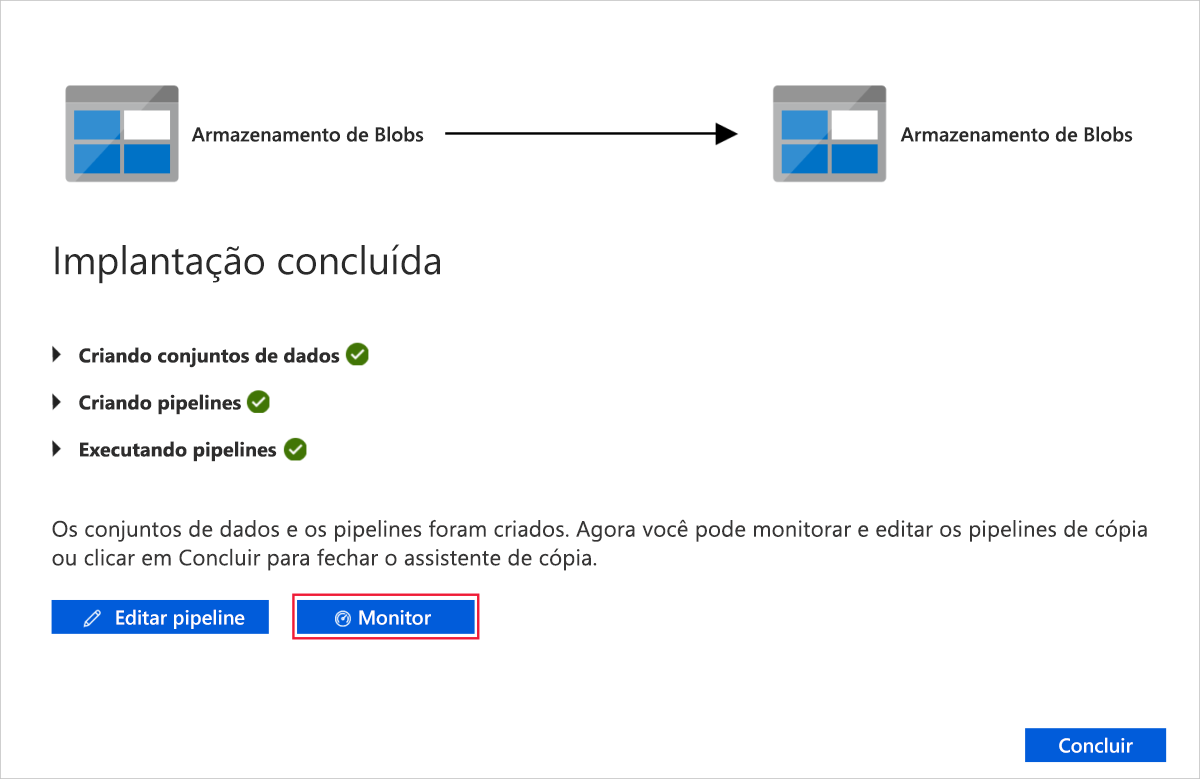 Armazenamento de Blobs
Armazenamento de Blobs
Implantação concluída
Criando conjuntos de dados
Criando pipelines
Executando pipelines
Os conjuntos de dados e os pipelines foram criados. Agora você pode monitorar e editar os pipelines de cópia
ou clicar em Concluir para fechar o assistente de cópia.
Editar pipeline
Monitor
Concluir